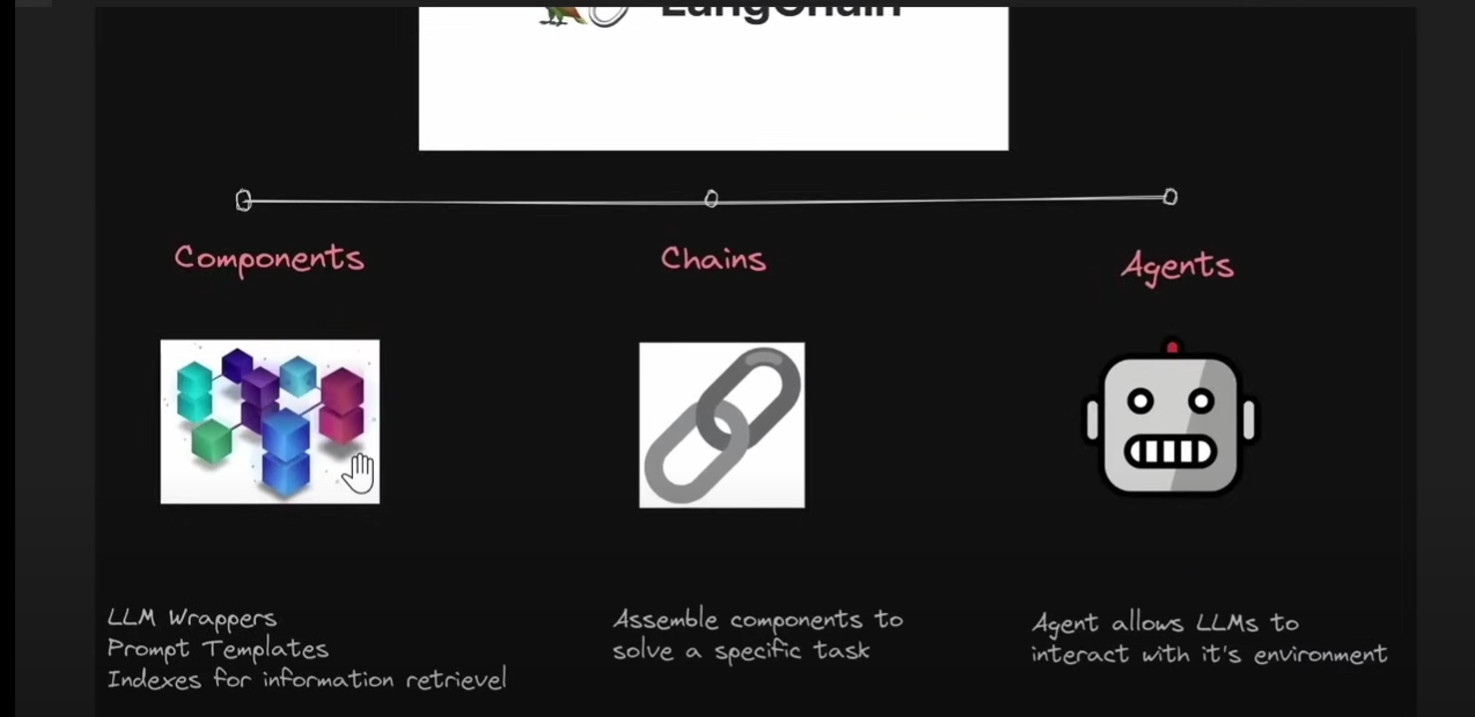 LangChain
Components
Chains
Agents
LLM Wrappers
Prompt Templates
Indexes for information retrievel
Assemble components to
solve a specific task
Agent allows LLMs to
interact with it's environment